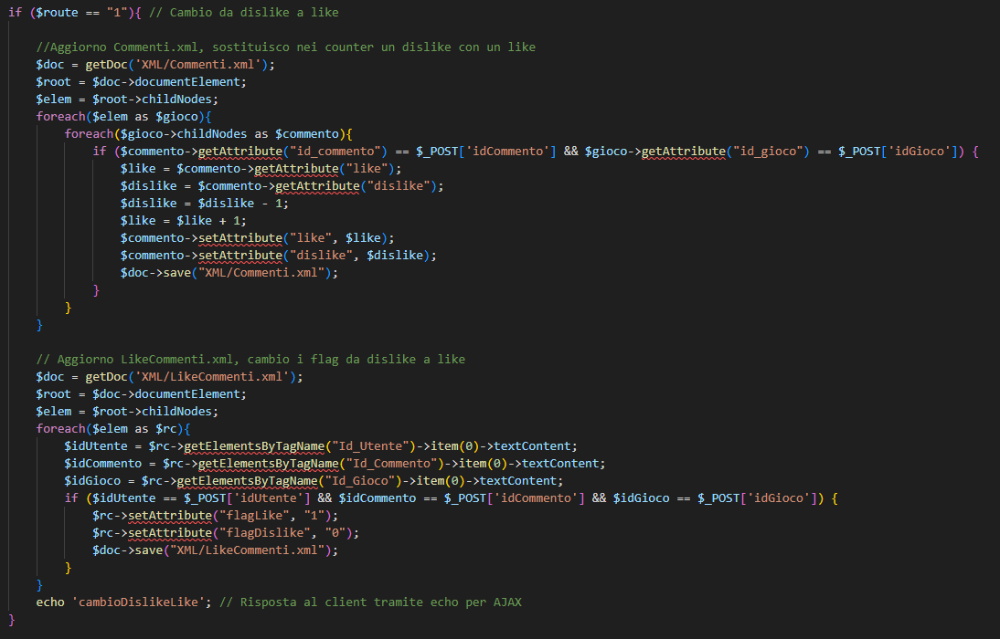 if ($route == "1"){ // Cambio da dislike a like
//Aggiorno Commenti.xml, sostituisco nei counter un dislike con un like
$doc = getDoc('XML/Commenti.xml');
$root = $doc->documentElement;
$elem = $root->childNodes;
foreach($elem as $gioco){
foreach($gioco->childNodes as $commento){
if ($commento->getAttribute("id_commento") == $_POST['idCommento'] && $gioco->getAttribute("id_gioco") == $_POST['idGioco']) {
$like = $commento->getAttribute("like");
$dislike = $commento->getAttribute("dislike");
$dislike = $dislike - 1;
$like = $like + 1;
$commento->setAttribute("like", $like);
$commento->setAttribute("dislike", $dislike);
$doc->save("XML/Commenti.xml");
}
}
}
// Aggiorno LikeCommenti.xml, cambio i flag da dislike a like
$doc = getDoc('XML/LikeCommenti.xml');
$root = $doc->documentElement;
$elem = $root->childNodes;
foreach($elem as $rc){
$idUtente = $rc->getElementsByTagName("Id_Utente")->item(0)->textContent;
$idCommento = $rc->getElementsByTagName("Id_Commento")->item(0)->textContent;
$idGioco = $rc->getElementsByTagName("Id_Gioco")->item(0)->textContent;
if ($idUtente == $_POST['idUtente'] && $idCommento == $_POST['idCommento'] && $idGioco == $_POST['idGioco']) {
$rc->setAttribute("flagLike", "1");
$rc->setAttribute("flagDislike", "0");
$doc->save("XML/LikeCommenti.xml");
}
}
echo 'cambioDislikeLike'; // Risposta al client tramite echo per AJAX
}